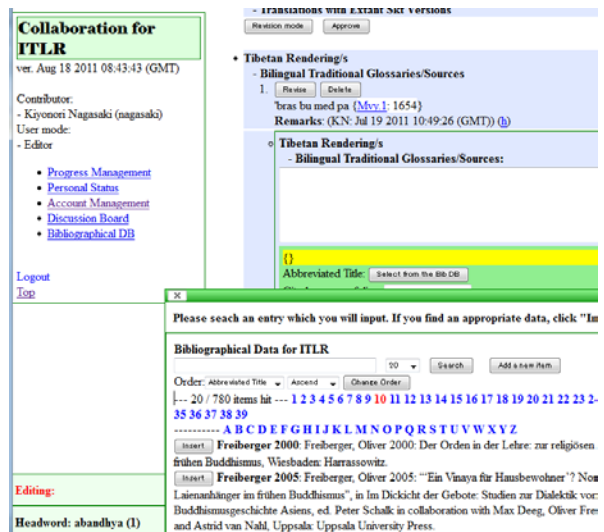 Collaboration for
ITLR
ver. Aug 18 2011 08:43:43 (GMT)
Contributor:
- Kiyonori Nagasaki (nagasaki)
User mode:
- Editor
Progress Management
Personal Status
Account Management
Discussion Board
Bibliographical DB
Logout
Top
Editing:
Headword: abandhya (1)
- Translations with Extant Skt Versions
Revision mode Approve
Tibetan Rendering/s
- Bilingual Traditional Glossaries/Sources
1. Revise Delete
'bras bu med pa {Mvy.1: 1654}
Remarks: (KN: Jul 19 2011 10:49:26 (GMT)) (h)
Tibetan Rendering/s
- Bilingual Traditional Glossaries/Sources:
{}
Abbreviated Title: Select from the Bib DB
X
Please seach an entry which you will input. If you find an appropriate data, click "Im
Bibliographical Data for ITLR
20 Search Add a new item
Order: Abbreviated Title Ascend Change Order
--- 20 / 780 items hit --- 1 2 3 4 5 6 7 8 9 10 11 12 13 14 15 16 17 18 19 20 21 22 23 2
35 36 37 38 39
---------- A B C D E F G H I J K L M N O P Q R S T U V W X Y Z
Insert Freiberger 2000: Freiberger, Oliver 2000: Der Orden in der Lehre: zur religiösen
frühen Buddhismus, Wiesbaden: Harrassowitz.
Insert Freiberger 2005: Freiberger, Oliver 2005: "'Ein Vinaya für Hausbewohner'? Nor
Laienanhänger im frühen Buddhismus", in Im Dickicht der Gebote: Studien zur Dialektik vor
Buddhismusgeschichte Asiens, ed. Peter Schalk in collaboration with Max Deeg, Oliver Fre
and Astrid van Nahl, Uppsala: Uppsala University Press.